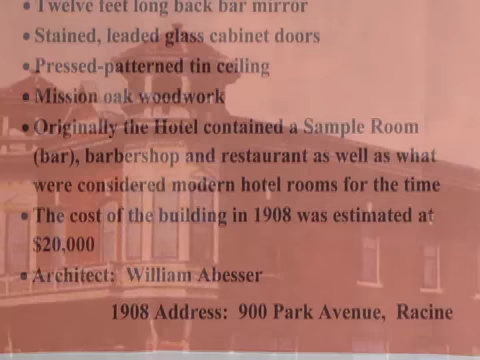 • Twelve feet long back bar mirror
• Stained, leaded glass cabinet doors
• Pressed-patterned tin ceiling
• Mission oak woodwork
• Originally the Hotel contained a Sample Room
(bar), barbershop and restaurant as well as what
were considered modern hotel rooms for the time
• The cost of the building in 1908 was estimated at
$20,000
• Architect: William Abesser
1908 Address: 900 Park Avenue, Racine